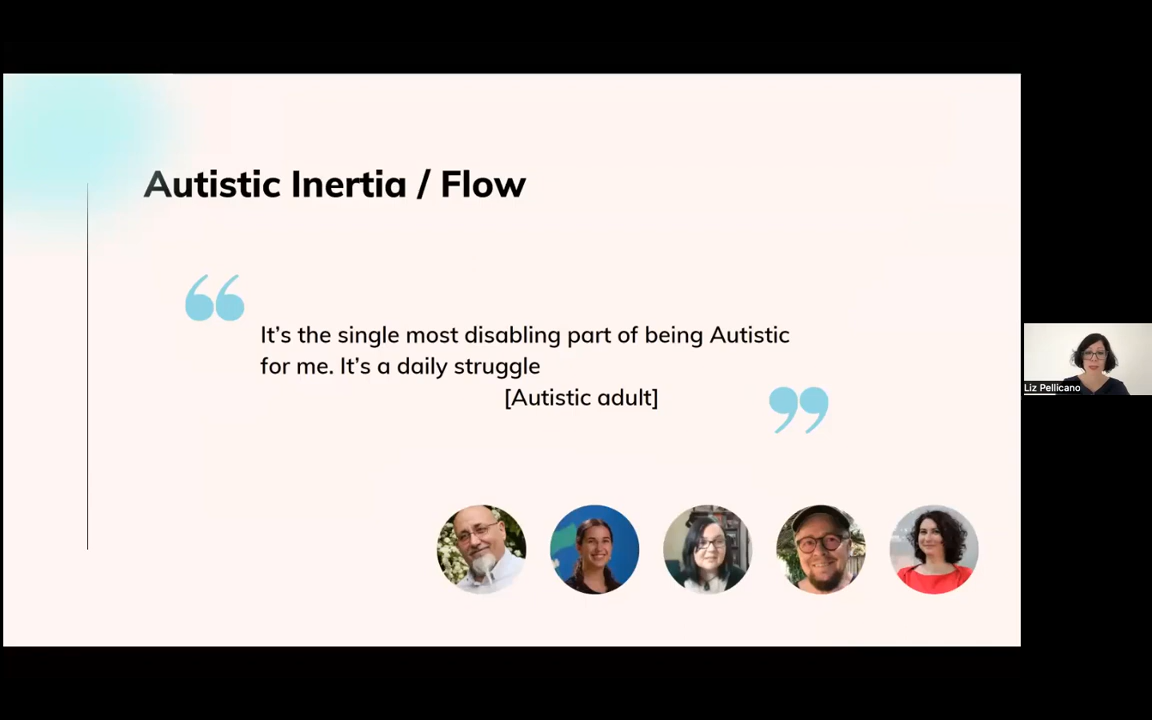 Autistic Inertia / Flow
“
It’s the single most disabling part of being Autistic
for me. It’s a daily struggle
[Autistic adult]
”
Liz Pellicano